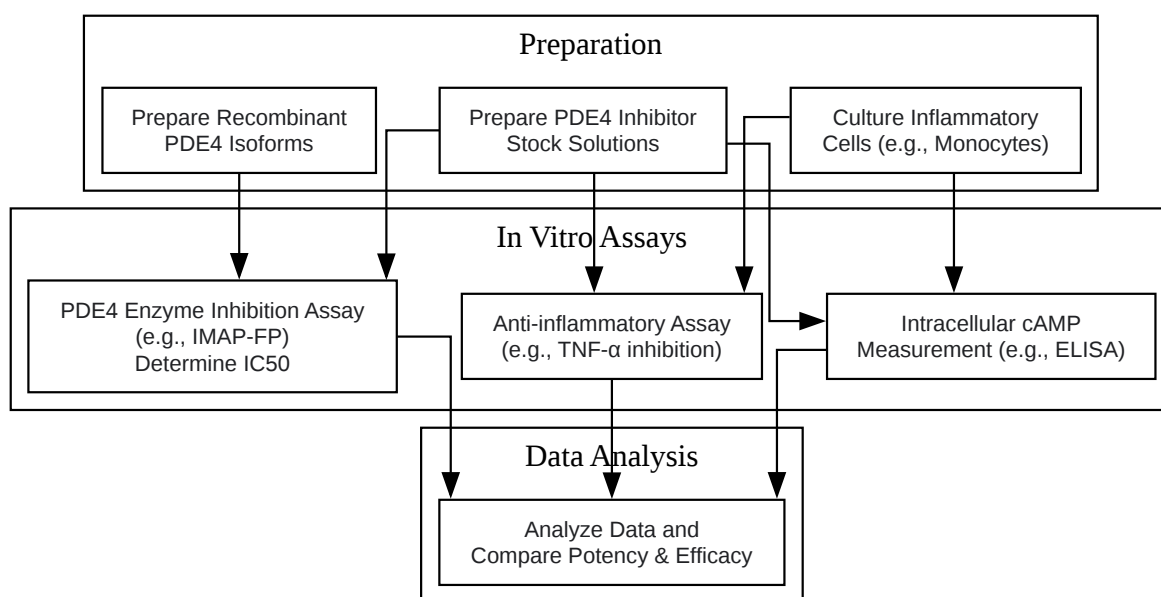 Preparation
Prepare Recombinant
PDE4 Isoforms
Prepare PDE4 Inhibitor
Stock Solutions
Culture Inflammatory
Cells (e.g., Monocytes)
In Vitro Assays
PDE4 Enzyme Inhibition Assay
(e.g., IMAP-FP)
Determine IC50
Anti-inflammatory Assay
(e.g., TNF-α inhibition)
Intracellular cAMP
Measurement (e.g., ELISA)
Data Analysis
Analyze Data and
Compare Potency & Efficacy